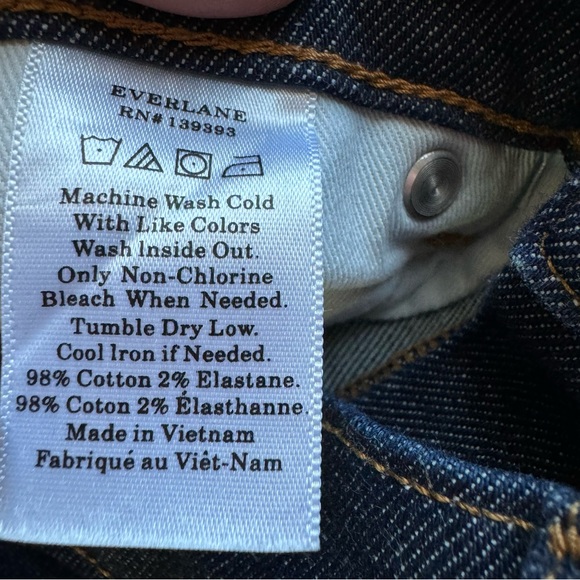 EVERLANE
RN# 139393
Machine Wash Cold
With Like Colors
Wash Inside Out.
Only Non-Chlorine
Bleach When Needed.
Tumble Dry Low.
Cool Iron if Needed.
98% Cotton 2% Elastane.
98% Coton 2% Élasthanne.
Made in Vietnam
Fabriqué au Viêt-Nam